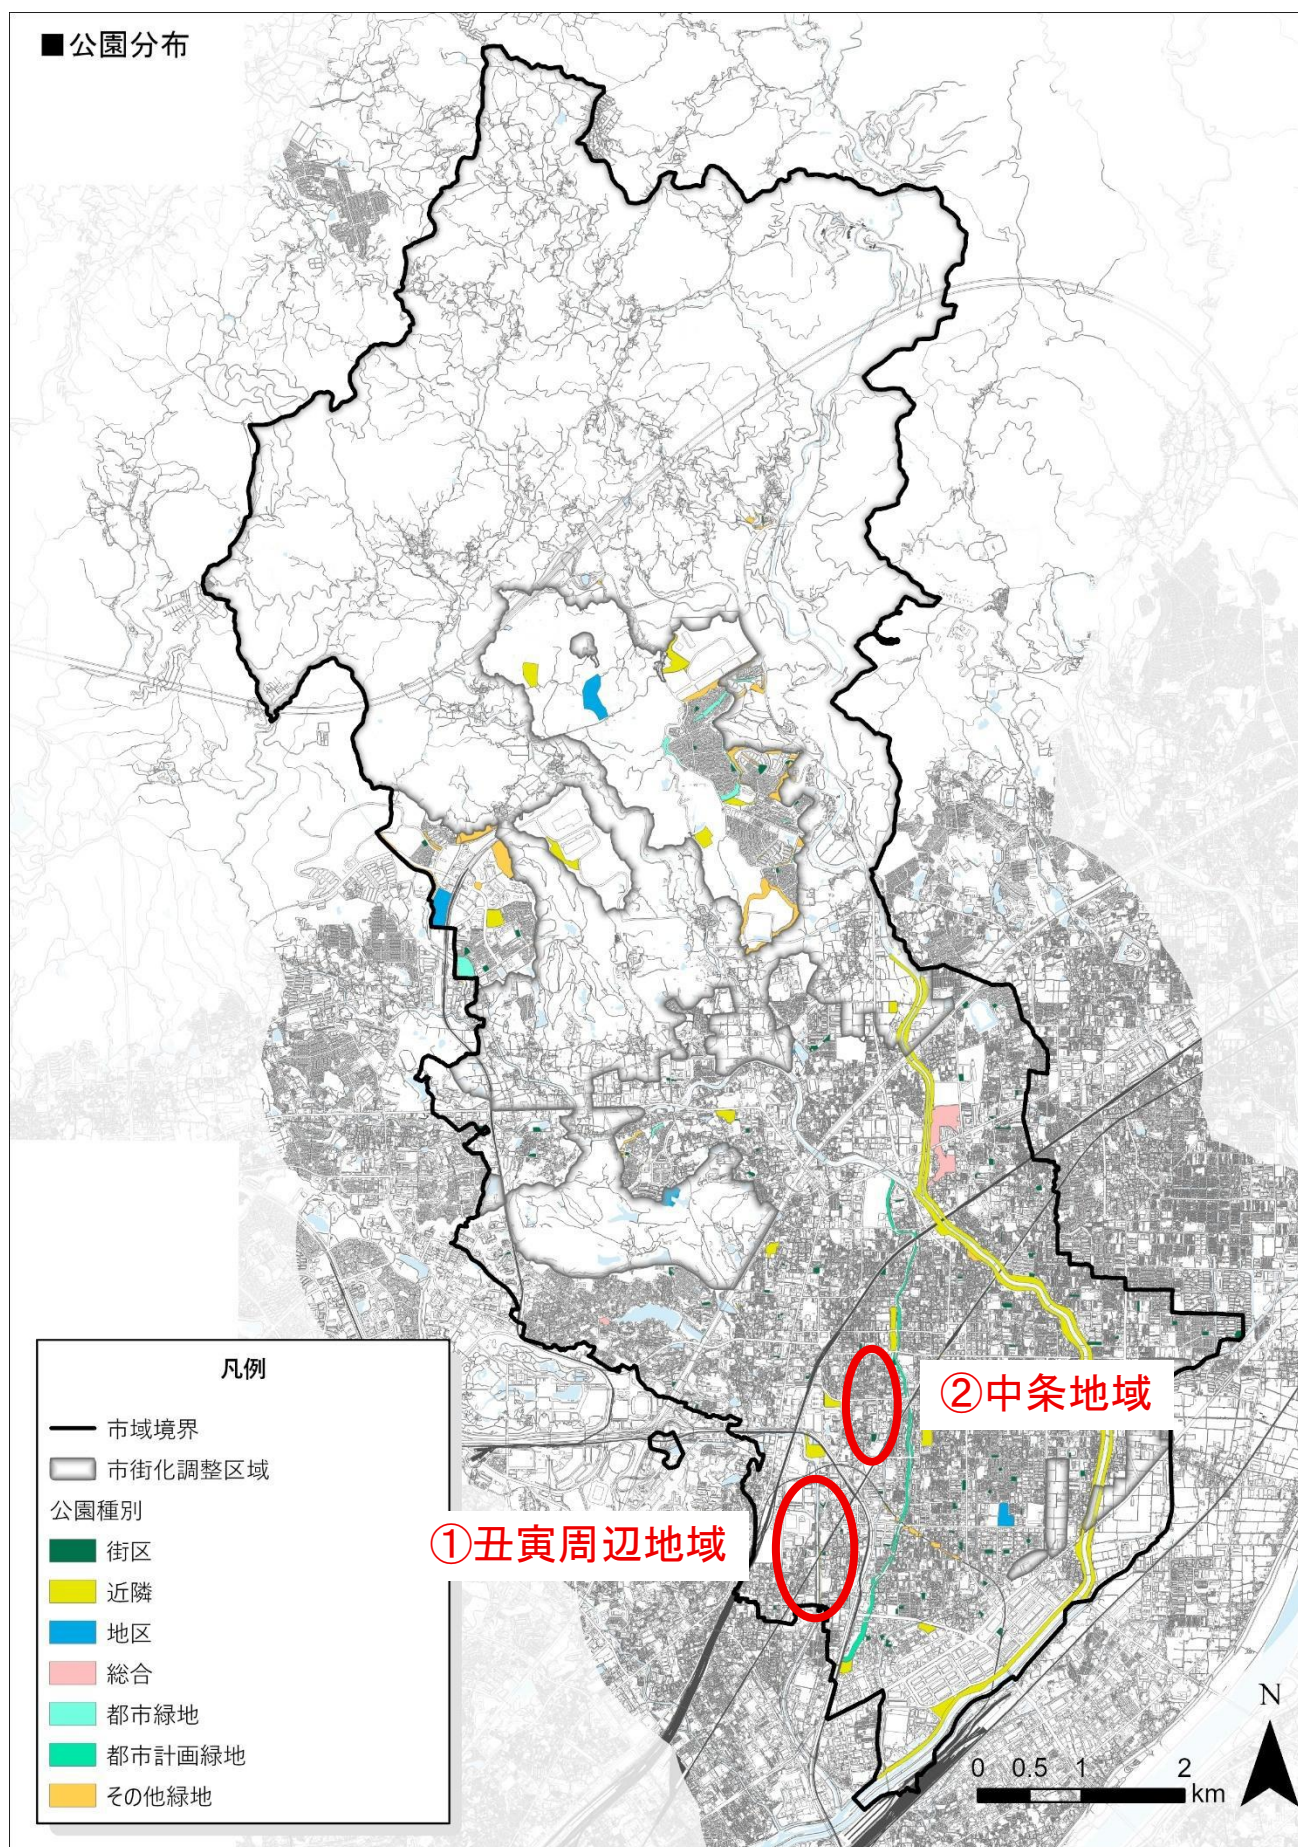 ■公園分布
②中条地域
①丑寅周辺地域
凡例
市域境界
市街化調整区域
公園種別
街区
近隣
地区
総合
都市緑地
都市計画緑地
その他緑地
N
0 0.5 1 2
km